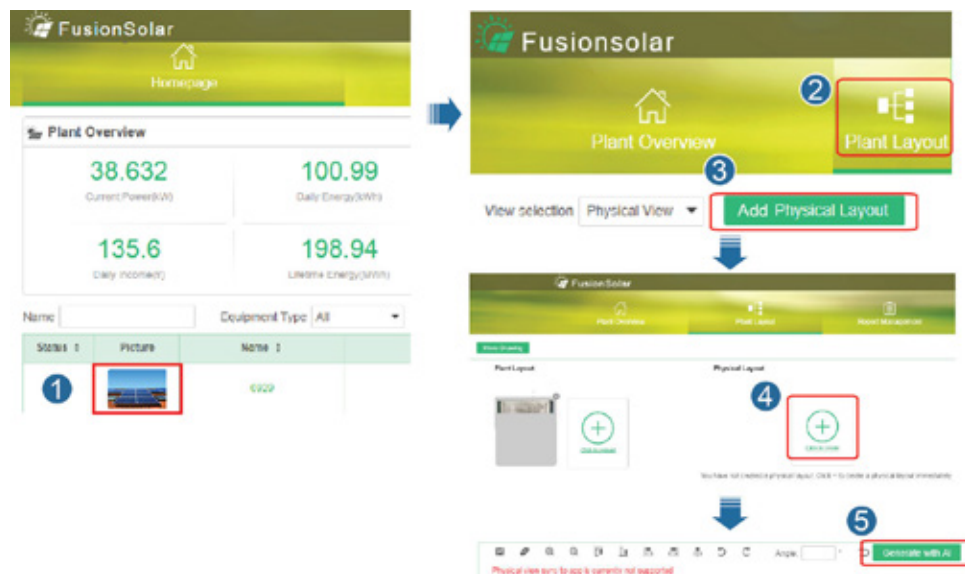 FusionSolar
Homepage
Plant Overview
38.632
100.99
Current Power(kW)
Daily Energy(kWh)
135.6
198.94
Daily Income(¥)
Lifetime Energy(MWh)
Name
Equipment Type All
Status Picture Name
1
6929
Fusionsolar
2
Plant Overview
Plant Layout
3
View selection Physical View
Add Physical Layout
FusionSolar
Plant Overview
Plant Layout
Report Management
Plant Layout
Physical Layout
4
5
Angle:
Generate with AI
Physical view sync to app is currently not supported